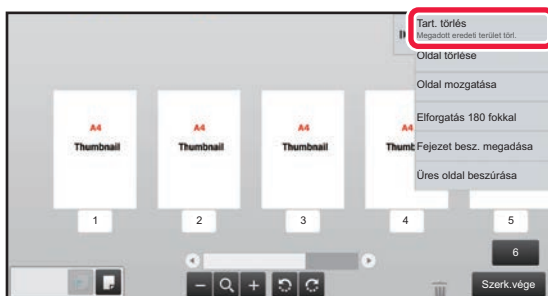 Tart. törlés
Megadott eredeti terület törl.
Oldal törlése
Oldal mozgatása
Elforgatás 180 fokkal
Fejezet besz. megadása
Üres oldal beszúrása
A4
Thumbnail
A4
Thumbnail
A4
Thumbnail
A4
Thumb
1
2
3
4
5
6
Szerk.vége